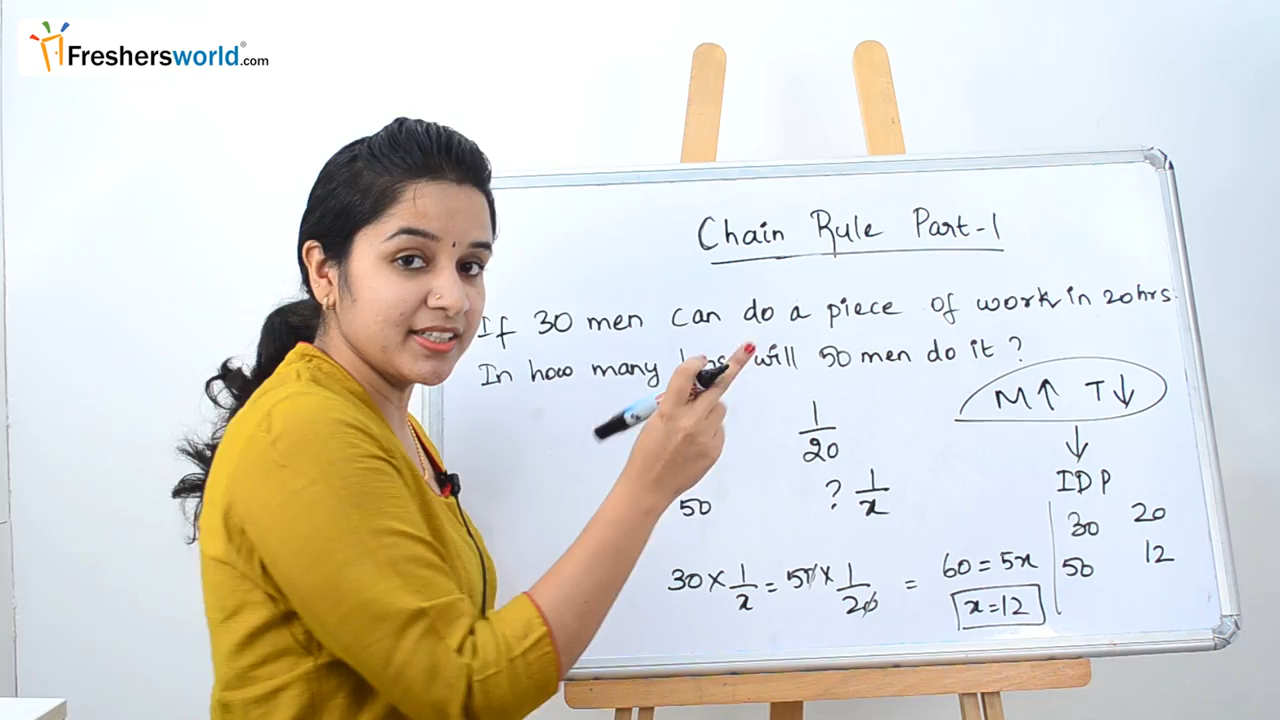 Freshersworld.com
Chain Rule Part-1
If 30 men can do a piece of work in 20hrs.
In how many will 50 men do it ?
M↑ T↓
↓
1/20
IDP
50 ? 1/x
30 20
50 12
30 × 1/x = 50 × 1/20 = 60 = 5x
x=12